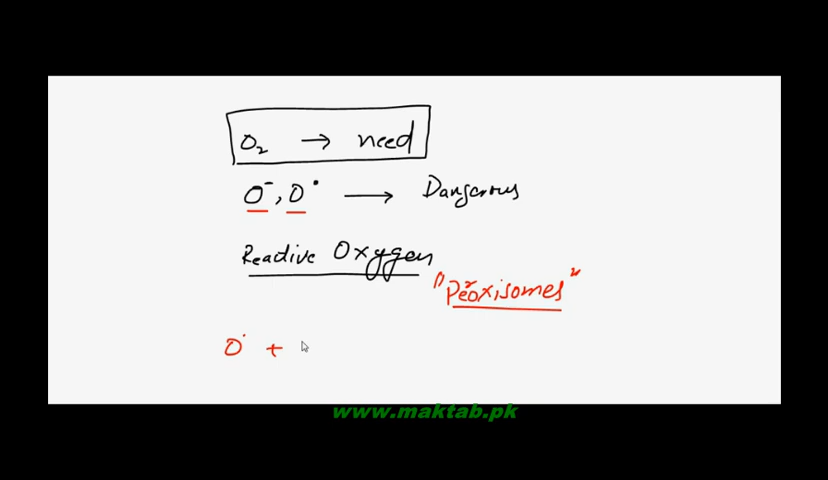 O₂ → need
O⁻, O• → Dangerous
Reactive Oxygen
"Peroxisomes"
O• +
www.maktab.pk